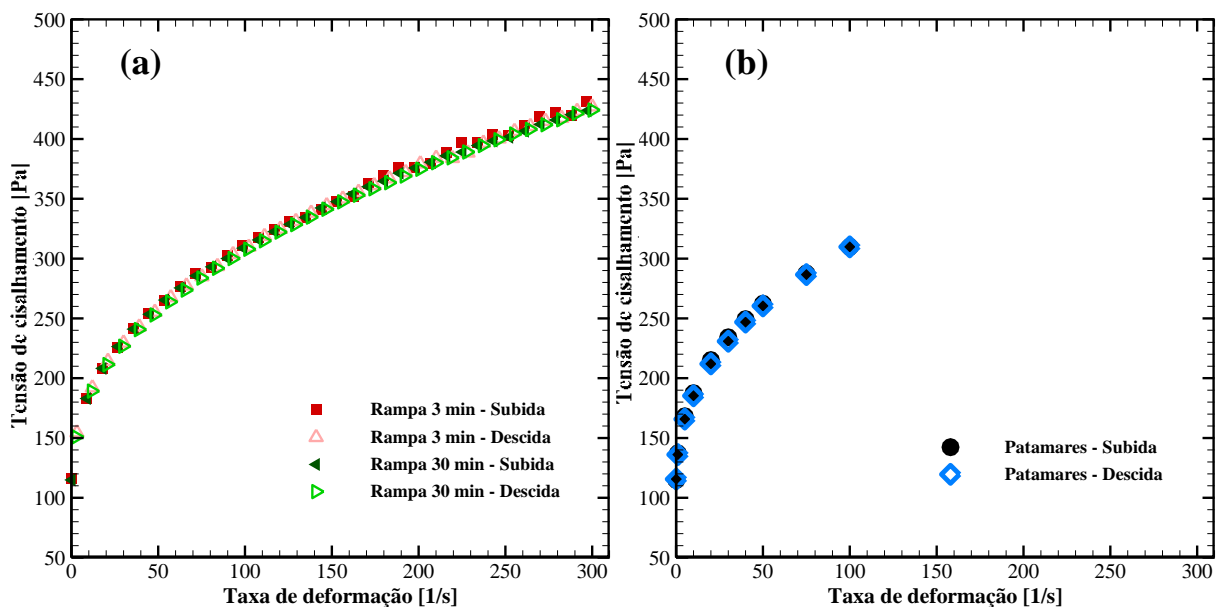 (a)
500
450
400
350
300
250
200
150
100
50
0
50
100
150
200
250
300
Tensão de cisalhamento |Pa|
Taxa de deformação [1/s]
Rampa 3 min - Subida
Rampa 3 min - Descida
Rampa 30 min - Subida
Rampa 30 min - Descida
(b)
500
450
400
350
300
250
200
150
100
50
0
50
100
150
200
250
300
Tensão de cisalhamento |Pa|
Taxa de deformação [1/s]
Patamares - Subida
Patamares - Descida